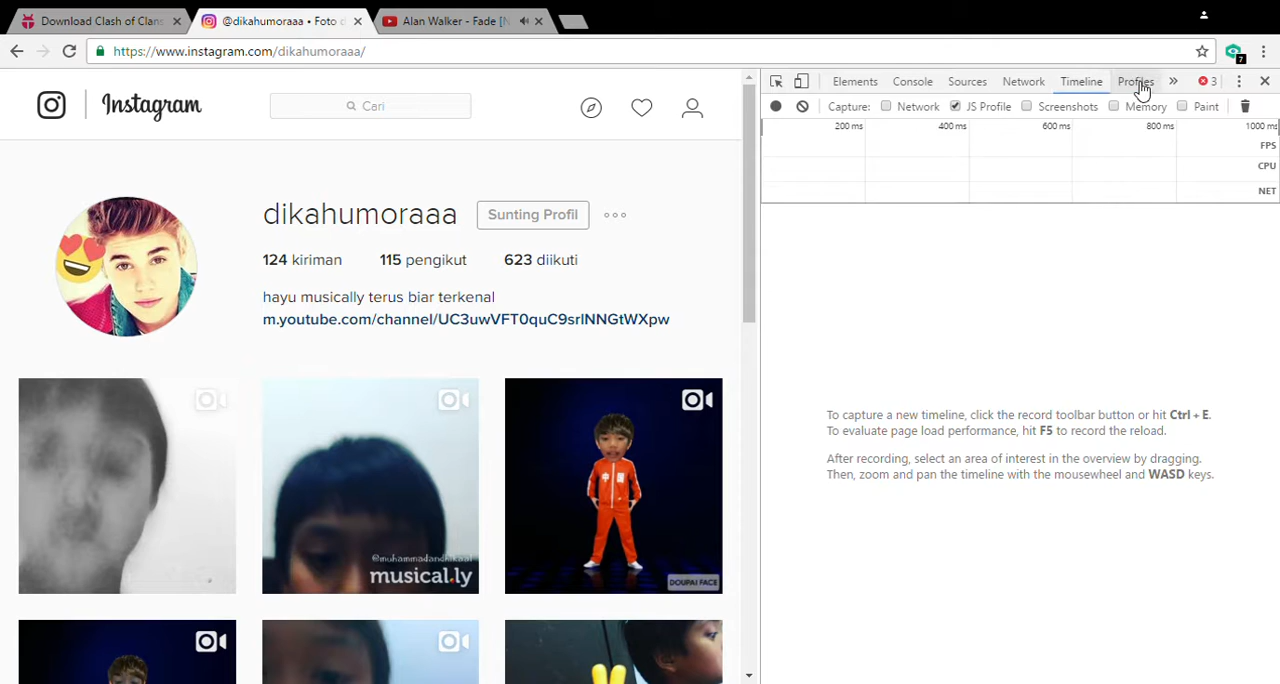 Download Clash of Clans
@dikahumoraaa • Foto d
Alan Walker - Fade [N
https://www.instagram.com/dikahumoraaa/
7
Instagram
Cari
dikahumoraaa
Sunting Profil
124 kiriman
115 pengikut
623 diikuti
hayu musically terus biar terkenal
m.youtube.com/channel/UC3uwVFT0quC9srlNNGtWXpw
@muhammadandhikaal
musical.ly
DOUPAI FACE
Elements
Console
Sources
Network
Timeline
Profiles
3
Capture:
Network
JS Profile
Screenshots
Memory
Paint
200 ms
400 ms
600 ms
800 ms
1000 ms
FPS
CPU
NET
To capture a new timeline, click the record toolbar button or hit Ctrl + E.
To evaluate page load performance, hit F5 to record the reload.
After recording, select an area of interest in the overview by dragging.
Then, zoom and pan the timeline with the mousewheel and WASD keys.